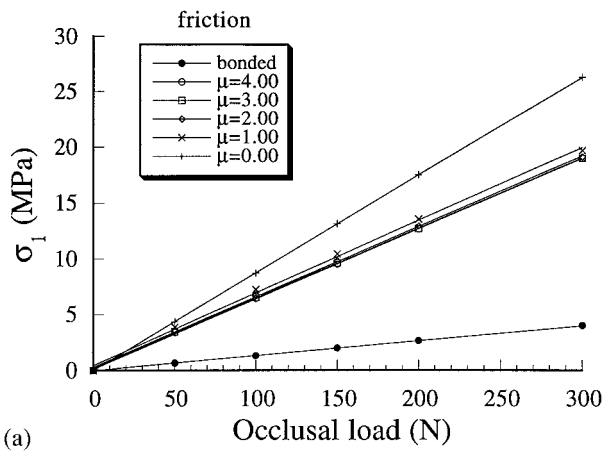 friction
bonded
μ=4.00
μ=3.00
μ=2.00
μ=1.00
μ=0.00
30
25
20
15
10
5
0
σ1 (MPa)
0 50 100 150 200 250 300
Occlusal load (N)
(a)